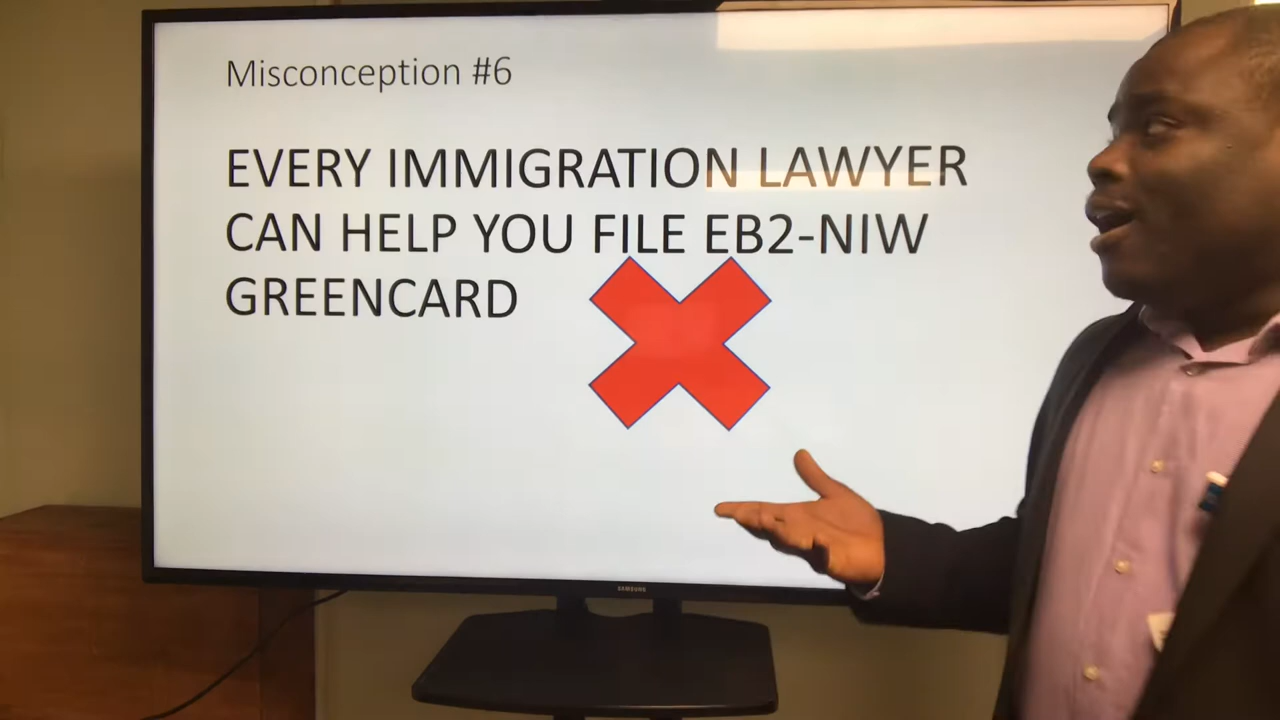 Misconception #6
EVERY IMMIGRATION LAWYER
CAN HELP YOU FILE EB2-NIW
GREENCARD
SAMSUNG